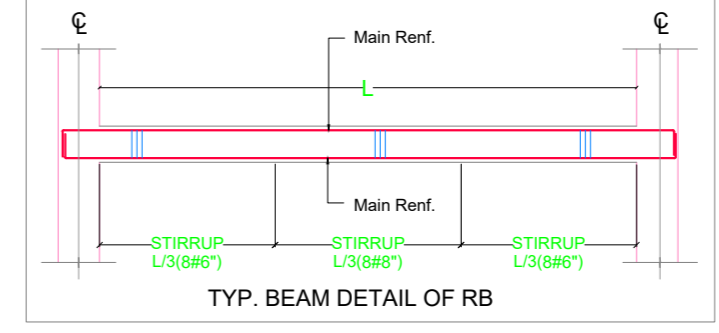 ℄ ℄
Main Renf.
L
Main Renf.
STIRRUP STIRRUP STIRRUP
L/3(8#6") L/3(8#8") L/3(8#6")
TYP. BEAM DETAIL OF RB